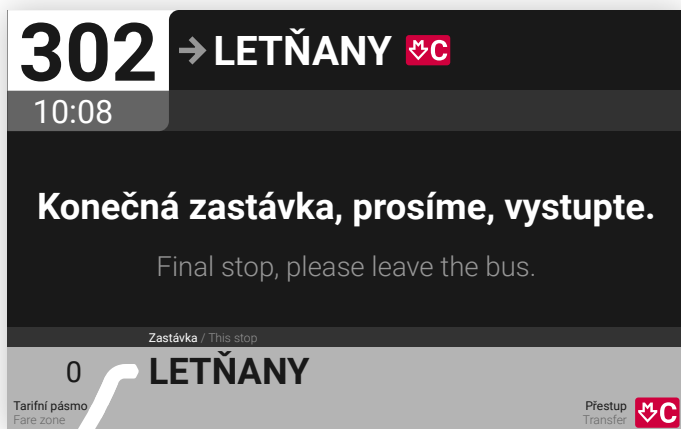 302
LETŇANY C
10:08
Konečná zastávka, prosíme, vystupte.
Final stop, please leave the bus.
Zastávka / This stop
0 LETŇANY
Tarifní pásmo
Fare zone
Přestup
Transfer
C